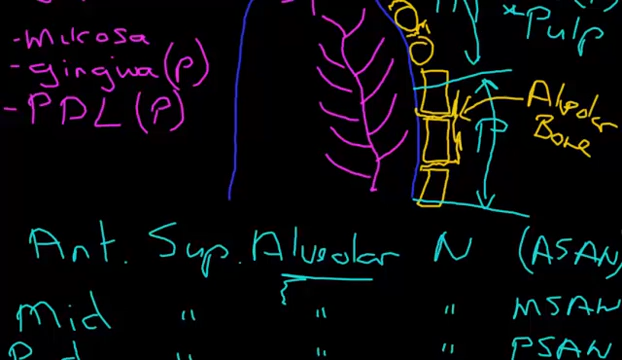 * Pulp
- Mucosa
- gingiva (P)
- PDL (P)
Alveolar
Bone
P
Ant. Sup. Alveolar N (ASAN)
Mid " " " MSAN
" " " PSAN